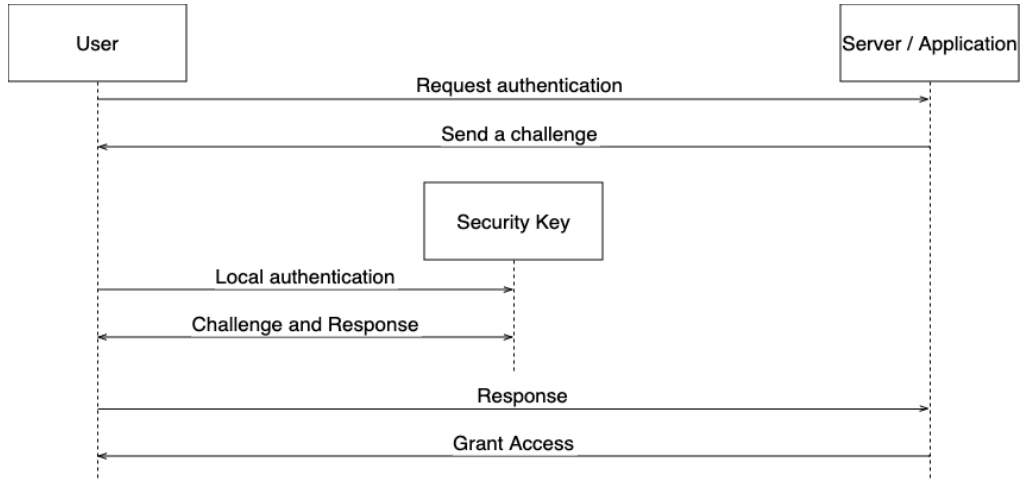 User
Server / Application
Request authentication
Send a challenge
Security Key
Local authentication
Challenge and Response
Response
Grant Access